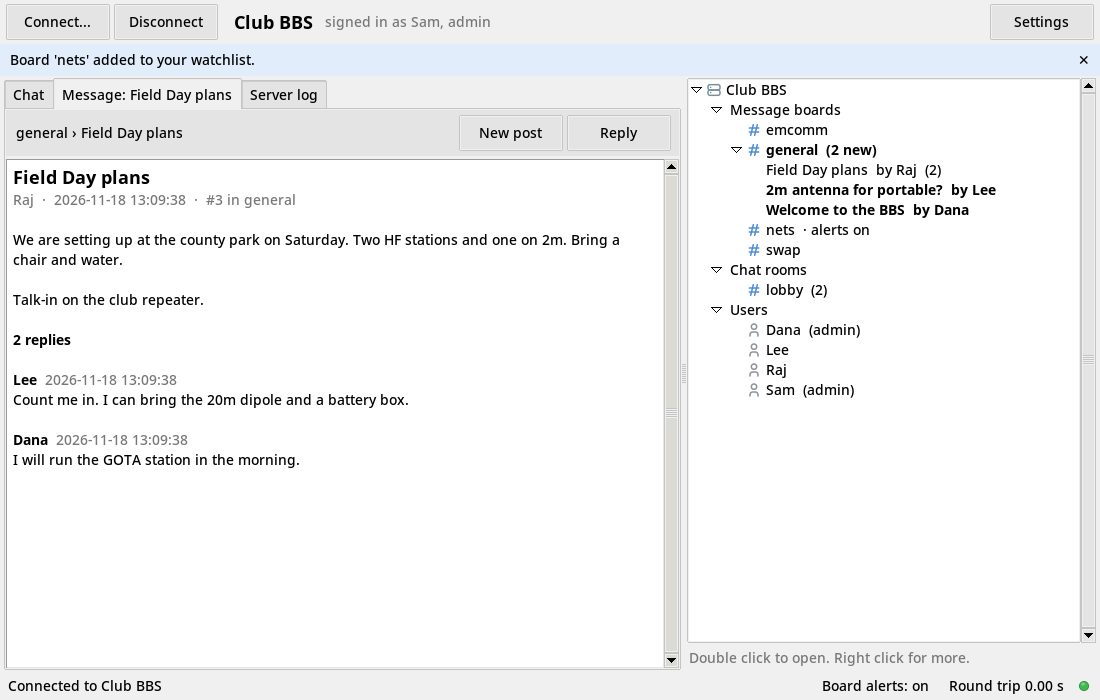 Connect... Disconnect Club BBS signed in as Sam, admin Settings
Board 'nets' added to your watchlist. ×
Chat Message: Field Day plans Server log
general › Field Day plans New post Reply
Field Day plans
Raj · 2026-11-18 13:09:38 · #3 in general
We are setting up at the county park on Saturday. Two HF stations and one on 2m. Bring a
chair and water.
Talk-in on the club repeater.
2 replies
Lee 2026-11-18 13:09:38
Count me in. I can bring the 20m dipole and a battery box.
Dana 2026-11-18 13:09:38
I will run the GOTA station in the morning.
Club BBS
Message boards
# emcomm
# general (2 new)
Field Day plans by Raj (2)
2m antenna for portable? by Lee
Welcome to the BBS by Dana
# nets · alerts on
# swap
Chat rooms
# lobby (2)
Users
Dana (admin)
Lee
Raj
Sam (admin)
Double click to open. Right click for more.
Connected to Club BBS Board alerts: on Round trip 0.00 s